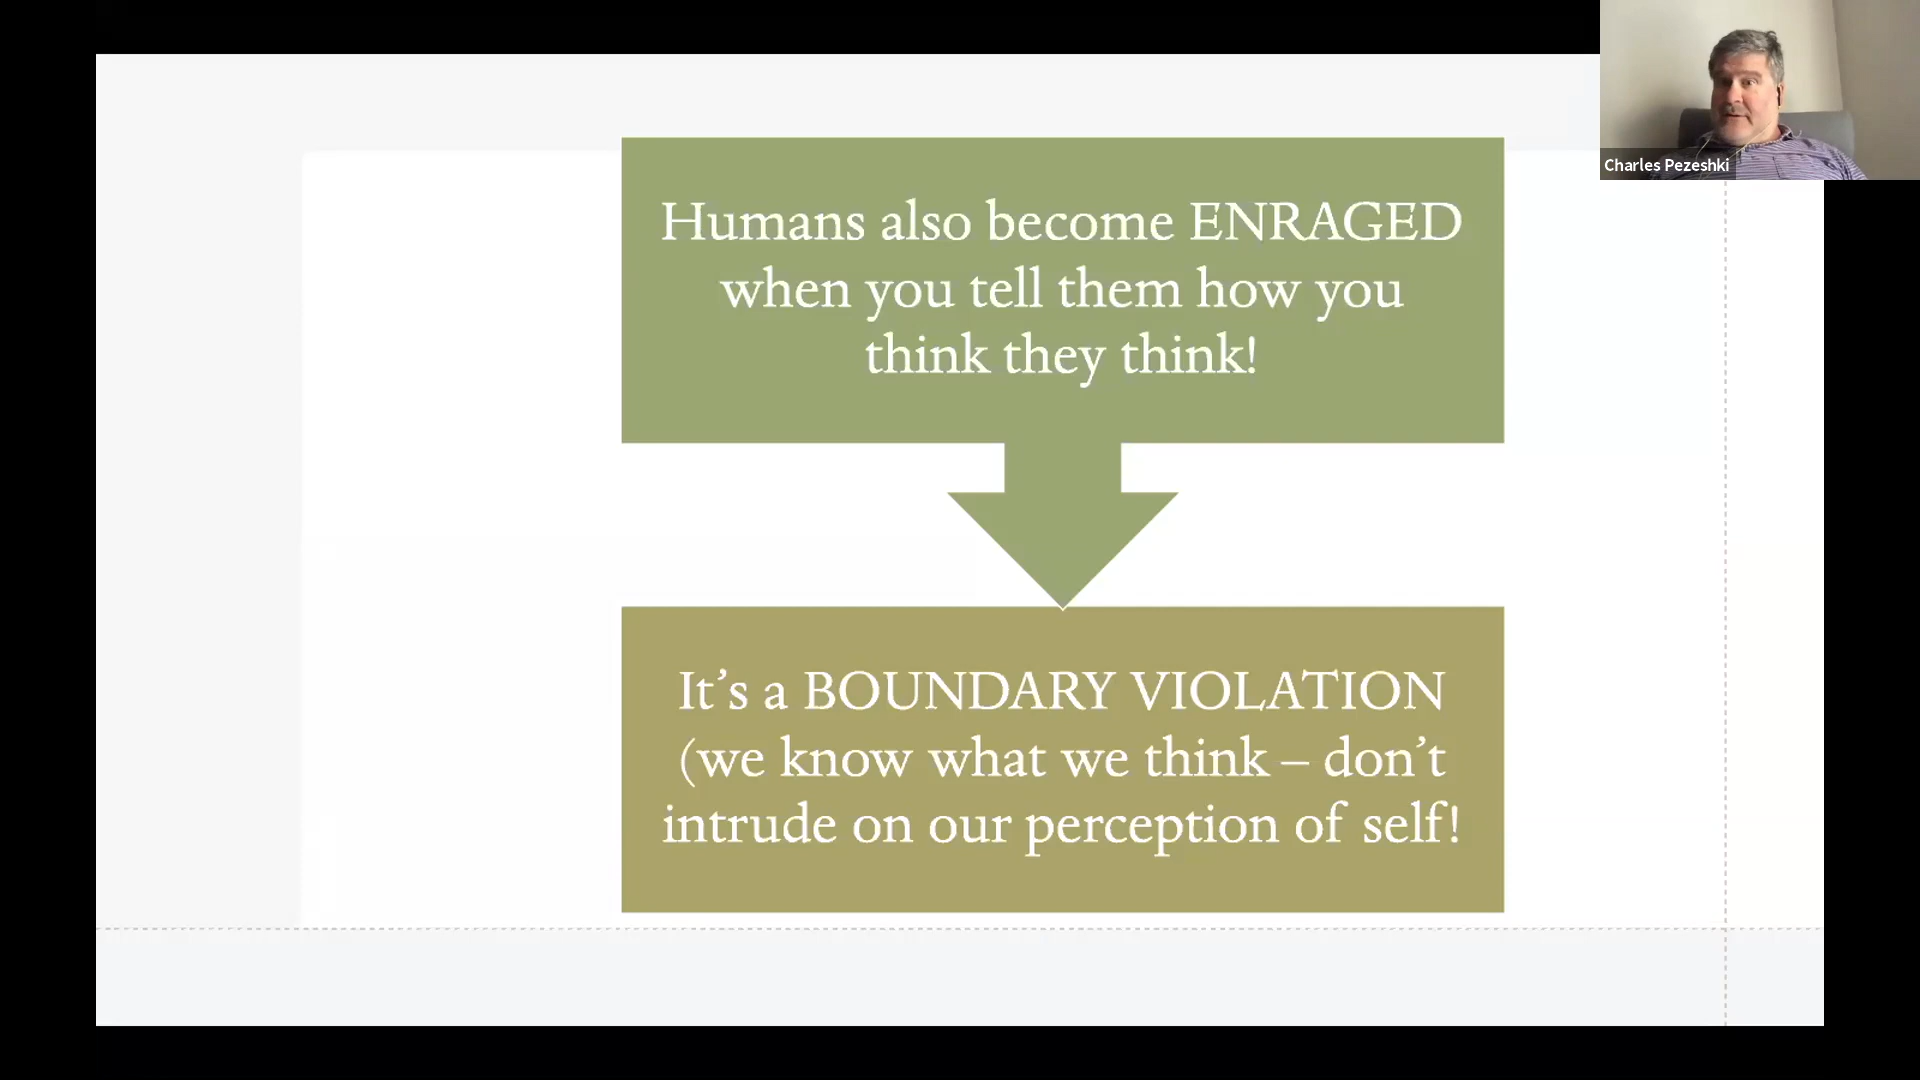 Humans also become ENRAGED
when you tell them how you
think they think!
It’s a BOUNDARY VIOLATION
(we know what we think – don’t
intrude on our perception of self!
Charles Pezeshki